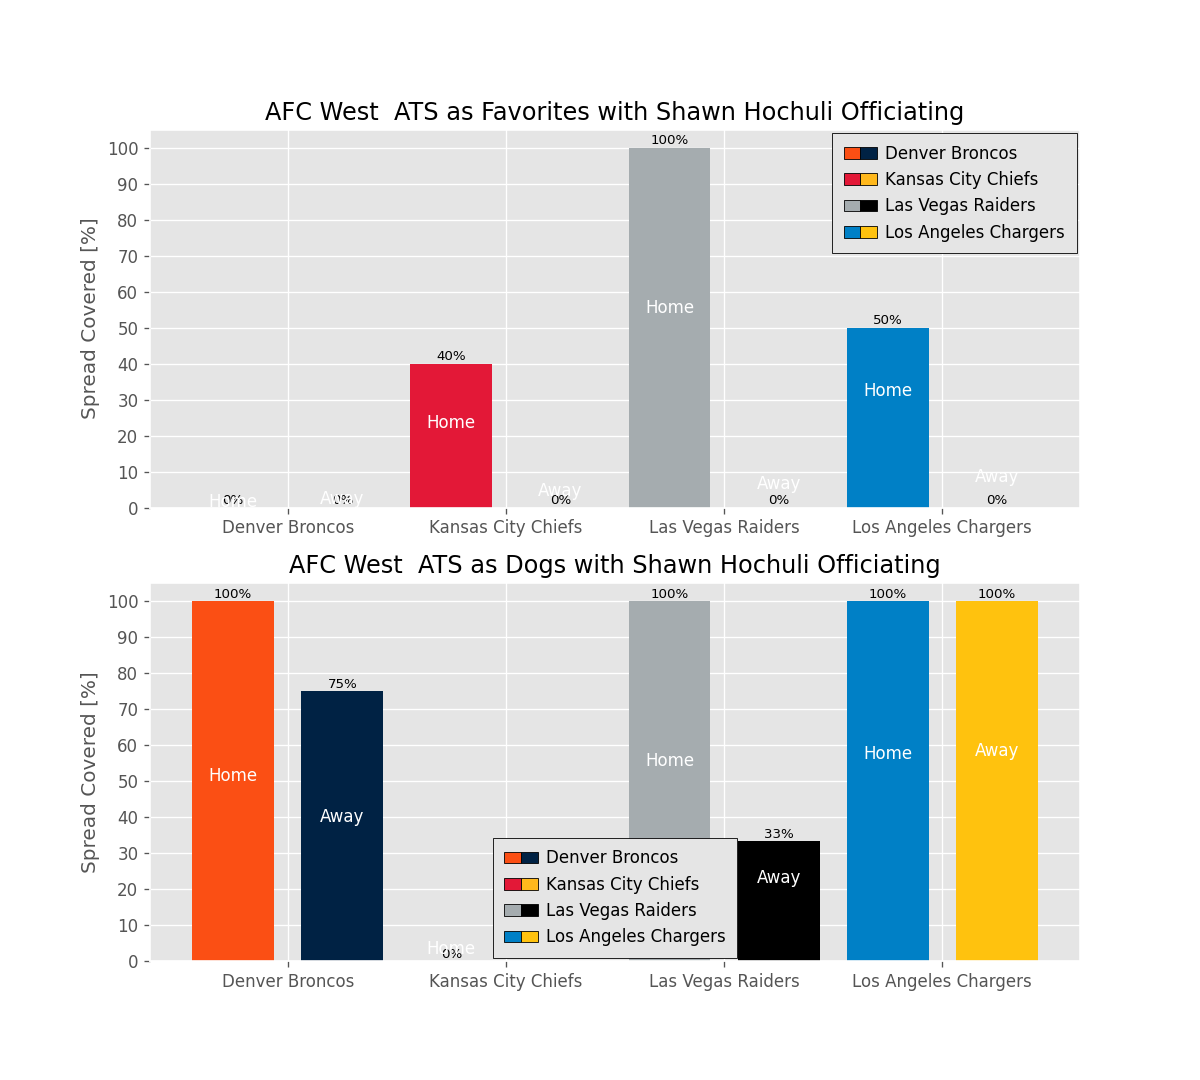 AFC West  ATS as Favorites with Shawn Hochuli Officiating
Spread Covered [%]
100
90
80
70
60
50
40
30
20
10
0
100%
50%
40%
0%
0%
0%
0%
0%
Home
Away
Home
Away
Home
Away
Home
Away
Denver Broncos
Kansas City Chiefs
Las Vegas Raiders
Los Angeles Chargers
Denver Broncos
Kansas City Chiefs
Las Vegas Raiders
Los Angeles Chargers
AFC West  ATS as Dogs with Shawn Hochuli Officiating
Spread Covered [%]
100
90
80
70
60
50
40
30
20
10
0
100%
75%
0%
100%
33%
100%
100%
Home
Away
Home
Home
Away
Home
Away
Denver Broncos
Kansas City Chiefs
Las Vegas Raiders
Los Angeles Chargers
Denver Broncos
Kansas City Chiefs
Las Vegas Raiders
Los Angeles Chargers